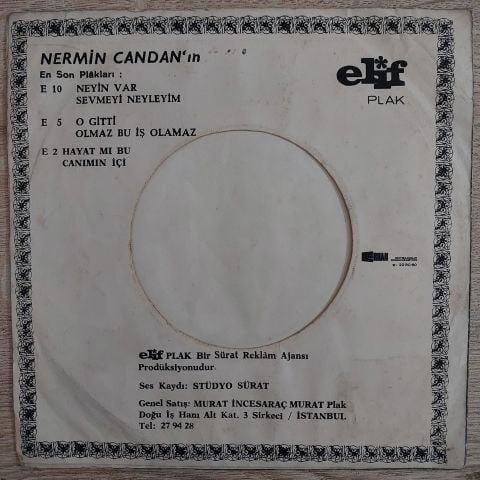 NERMİN CANDAN'ın
En Son Plâkları :
E 10 NEYİN VAR
SEVMEYİ NEYLEYİM
E 5 O GİTTİ
OLMAZ BU İŞ OLAMAZ
E 2 HAYAT MI BU
CANIMIN İÇİ
elif
PLAK
elif PLAK Bir Sürat Reklâm Ajansı
Prodüksiyonudur.
Ses Kaydı: STÜDYO SÜRAT
Genel Satış: MURAT İNCESARAÇ MURAT Plak
Doğu İş Hanı Alt Kat. 3 Sirkeci / İSTANBUL
Tel: 27 94 28